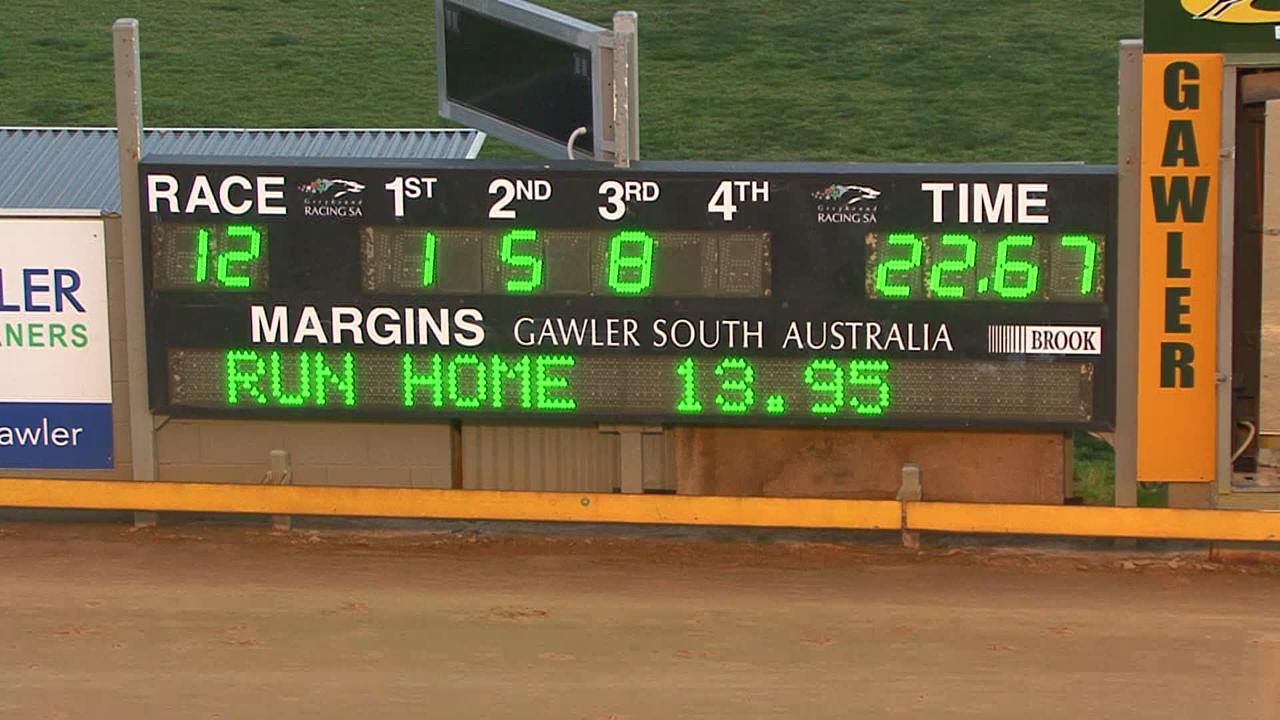 RACE 1ST 2ND 3RD 4TH TIME
Greyhound RACING SA
Greyhound RACING SA
12 1 5 8 22.67
MARGINS GAWLER SOUTH AUSTRALIA BROOK
RUN HOME 13.95
GAWLER
LER
NERS
awler